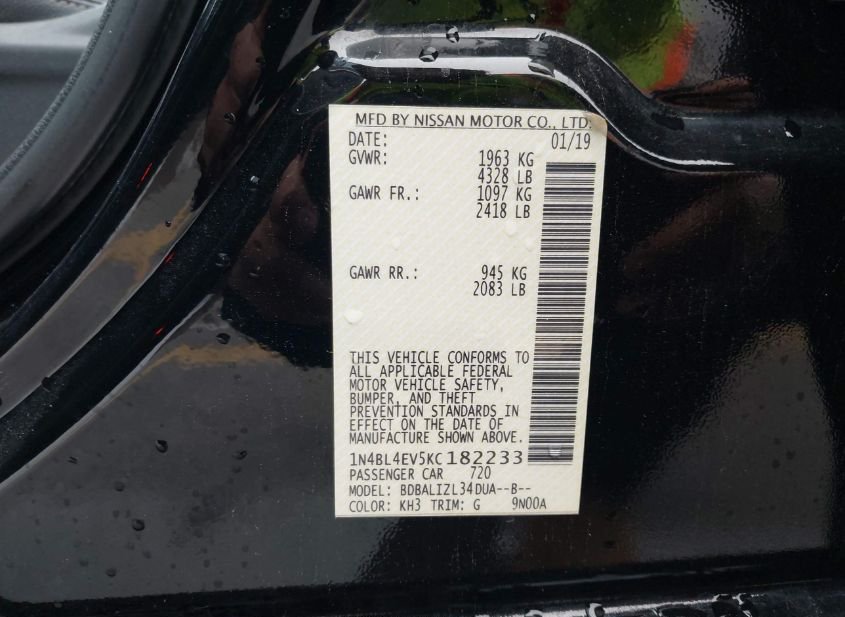 MFD BY NISSAN MOTOR CO., LTD.
DATE: 01/19
GVWR: 1963 KG
4328 LB
GAWR FR.: 1097 KG
2418 LB
GAWR RR.: 945 KG
2083 LB
THIS VEHICLE CONFORMS TO
ALL APPLICABLE FEDERAL
MOTOR VEHICLE SAFETY,
BUMPER, AND THEFT
PREVENTION STANDARDS IN
EFFECT ON THE DATE OF
MANUFACTURE SHOWN ABOVE.
1N4BL4EV5KC182233
PASSENGER CAR 720
MODEL: BDBALIZL34DUA--B--
COLOR: KH3 TRIM: G 9N00A